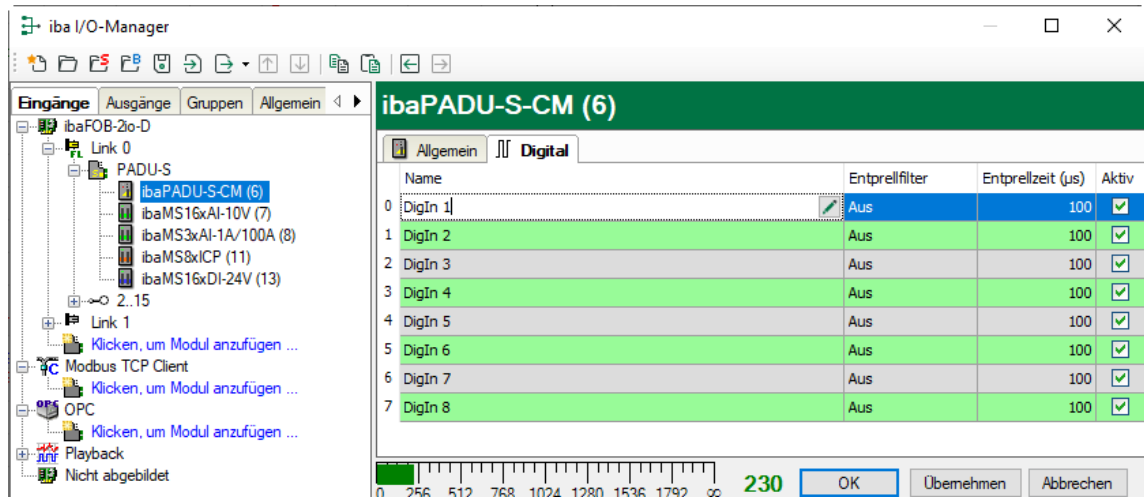 iba I/O-Manager
Eingänge Ausgänge Gruppen Allgemein
ibaFOB-2io-D
Link 0
PADU-S
ibaPADU-S-CM (6)
ibaMS16xAI-10V (7)
ibaMS3xAI-1A/100A (8)
ibaMS8xICP (11)
ibaMS16xDI-24V (13)
2..15
Link 1
Klicken, um Modul anzufügen ...
Modbus TCP Client
Klicken, um Modul anzufügen ...
OPC
Klicken, um Modul anzufügen ...
Playback
Nicht abgebildet
ibaPADU-S-CM (6)
Allgemein Digital
Name Entprellfilter Entprellzeit (µs) Aktiv
0 DigIn 1 Aus 100
1 DigIn 2 Aus 100
2 DigIn 3 Aus 100
3 DigIn 4 Aus 100
4 DigIn 5 Aus 100
5 DigIn 6 Aus 100
6 DigIn 7 Aus 100
7 DigIn 8 Aus 100
0 256 512 768 1024 1280 1536 1792 ∞ 230 OK Übernehmen Abbrechen